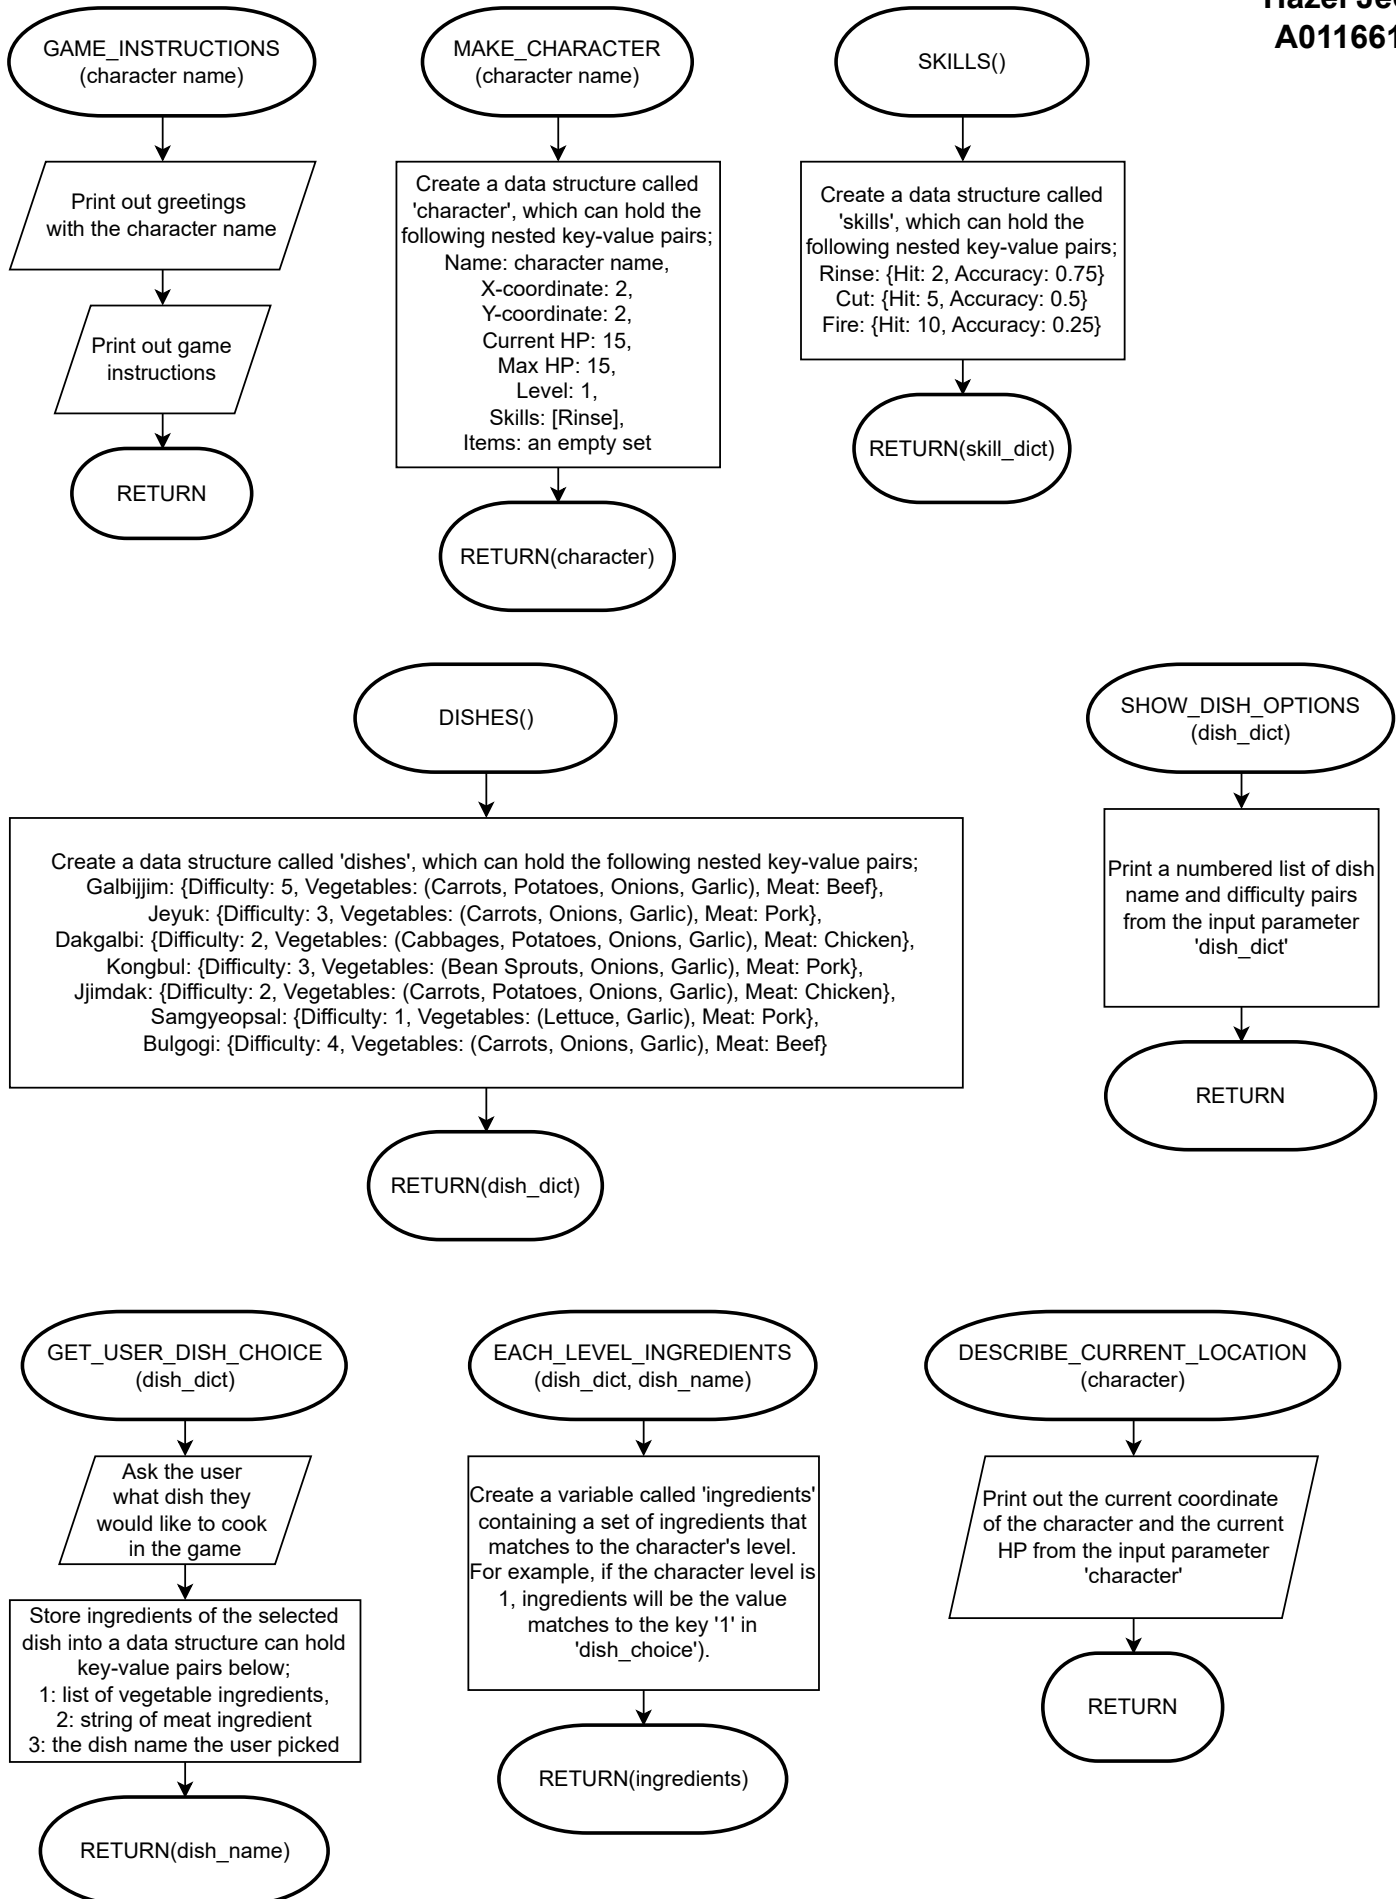 A011661
GAME_INSTRUCTIONS
(character name)
Print out greetings
with the character name
Print out game
instructions
RETURN
MAKE_CHARACTER
(character name)
Create a data structure called
'character', which can hold the
following nested key-value pairs;
Name: character name,
X-coordinate: 2,
Y-coordinate: 2,
Current HP: 15,
Max HP: 15,
Level: 1,
Skills: [Rinse],
Items: an empty set
RETURN(character)
SKILLS()
Create a data structure called
'skills', which can hold the
following nested key-value pairs;
Rinse: {Hit: 2, Accuracy: 0.75}
Cut: {Hit: 5, Accuracy: 0.5}
Fire: {Hit: 10, Accuracy: 0.25}
RETURN(skill_dict)
DISHES()
Create a data structure called 'dishes', which can hold the following nested key-value pairs;
Galbijjim: {Difficulty: 5, Vegetables: (Carrots, Potatoes, Onions, Garlic), Meat: Beef},
Jeyuk: {Difficulty: 3, Vegetables: (Carrots, Onions, Garlic), Meat: Pork},
Dakgalbi: {Difficulty: 2, Vegetables: (Cabbages, Potatoes, Onions, Garlic), Meat: Chicken},
Kongbul: {Difficulty: 3, Vegetables: (Bean Sprouts, Onions, Garlic), Meat: Pork},
Jjimdak: {Difficulty: 2, Vegetables: (Carrots, Potatoes, Onions, Garlic), Meat: Chicken},
Samgyeopsal: {Difficulty: 1, Vegetables: (Lettuce, Garlic), Meat: Pork},
Bulgogi: {Difficulty: 4, Vegetables: (Carrots, Onions, Garlic), Meat: Beef}
RETURN(dish_dict)
SHOW_DISH_OPTIONS
(dish_dict)
Print a numbered list of dish
name and difficulty pairs
from the input parameter
'dish_dict'
RETURN
GET_USER_DISH_CHOICE
(dish_dict)
Ask the user
what dish they
would like to cook
in the game
Store ingredients of the selected
dish into a data structure can hold
key-value pairs below;
1: list of vegetable ingredients,
2: string of meat ingredient
3: the dish name the user picked
RETURN(dish_name)
EACH_LEVEL_INGREDIENTS
(dish_dict, dish_name)
Create a variable called 'ingredients'
containing a set of ingredients that
matches to the character's level.
For example, if the character level is
1, ingredients will be the value
matches to the key '1' in
'dish_choice').
RETURN(ingredients)
DESCRIBE_CURRENT_LOCATION
(character)
Print out the current coordinate
of the character and the current
HP from the input parameter
'character'
RETURN